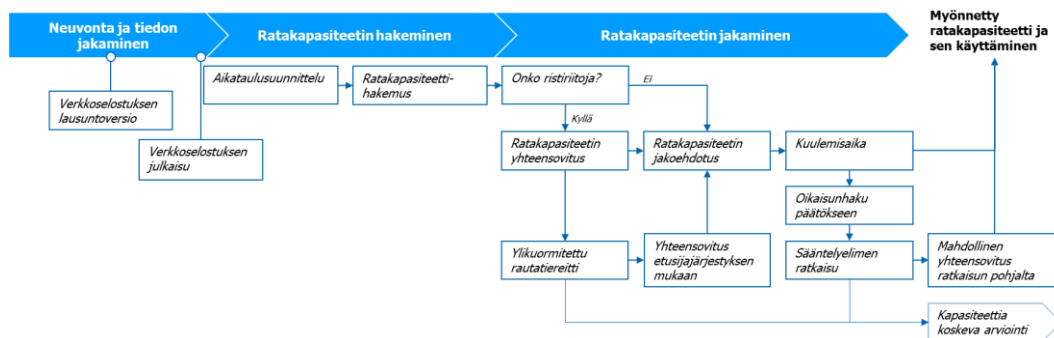 Neuvonta ja tiedon
jakaminen
Ratakapasiteetin hakeminen
Ratakapasiteetin jakaminen
Myönnetty
ratakapasiteetti ja
sen käyttäminen
Verkkoselostuksen
lausuntoversio
Verkkoselostuksen
julkaisu
Aikataulusuunnittelu
Ratakapasiteetti-
hakemus
Onko ristiriitoja?
Ei
Kyllä
Ratakapasiteetin
yhteensovitus
Ratakapasiteetin
jakoehdotus
Kuulemisaika
Oikaisunhaku
päätökseen
Ylikuormitettu
rautatiereitti
Yhteensovitus
etusijajärjestyksen
mukaan
Sääntelyelimen
ratkaisu
Mahdollinen
yhteensovitus
ratkaisun pohjalta
Kapasiteettia
koskeva arviointi